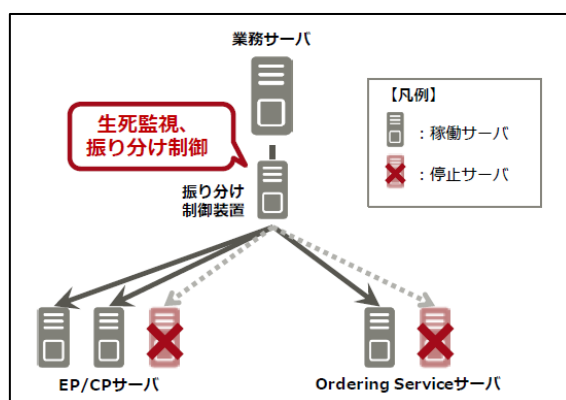 業務サーバ
【凡例】
:稼働サーバ
:停止サーバ
生死監視、
振り分け制御
振り分け
制御装置
EP/CPサーバ
Ordering Serviceサーバ